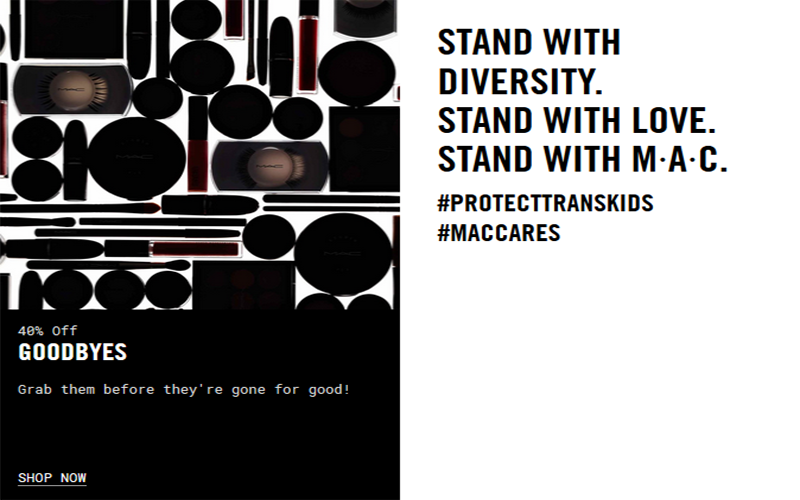 40% Off
GOODBYES
Grab them before they're gone for good!
SHOP NOW
STAND WITH
DIVERSITY.
STAND WITH LOVE.
STAND WITH M·A·C.
#PROTECTTRANSKIDS
#MACCARES